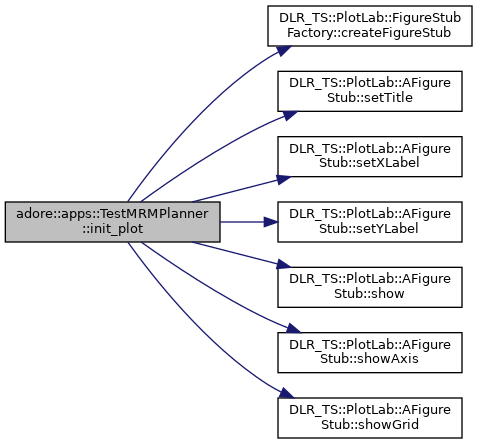 DLR_TS::PlotLab::FigureStub
Factory::createFigureStub
DLR_TS::PlotLab::AFigure
Stub::setTitle
DLR_TS::PlotLab::AFigure
Stub::setXLabel
adore::apps::TestMRMPlanner
::init_plot
DLR_TS::PlotLab::AFigure
Stub::setYLabel
DLR_TS::PlotLab::AFigure
Stub::show
DLR_TS::PlotLab::AFigure
Stub::showAxis
DLR_TS::PlotLab::AFigure
Stub::showGrid